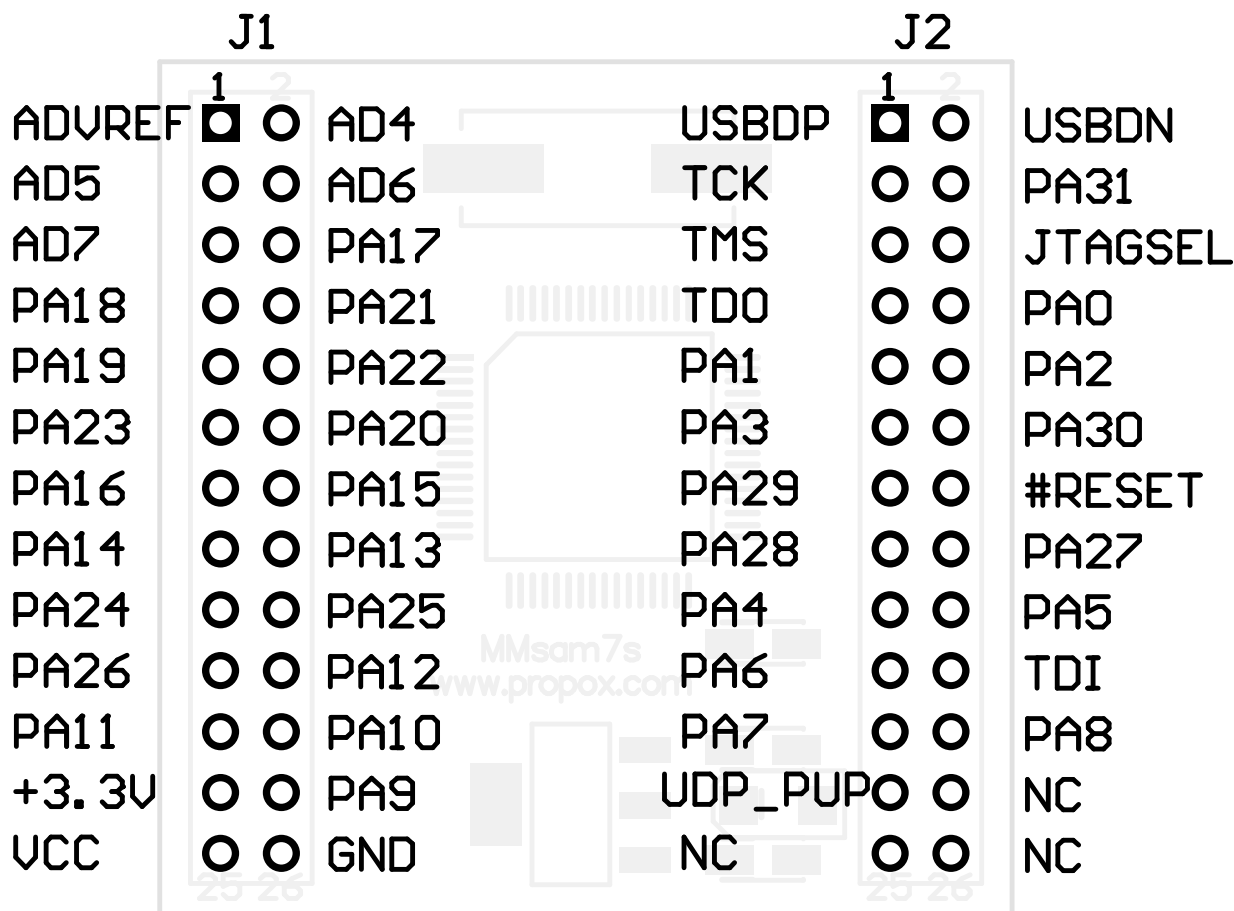 J1 J2
1 2 1 2
ADVREF AD4 USBDP USBDN
AD5 AD6 TCK PA31
AD7 PA17 TMS JTAGSEL
PA18 PA21 TDO PA0
PA19 PA22 PA1 PA2
PA23 PA20 PA3 PA30
PA16 PA15 PA29 #RESET
PA14 PA13 PA28 PA27
PA24 PA25 PA4 PA5
MMsam7s
PA26 PA12 PA6 TDI
www.propox.com
PA11 PA10 PA7 PA8
+3.3V PA9 UDP_PUP NC
VCC GND NC NC
25 26 25 26